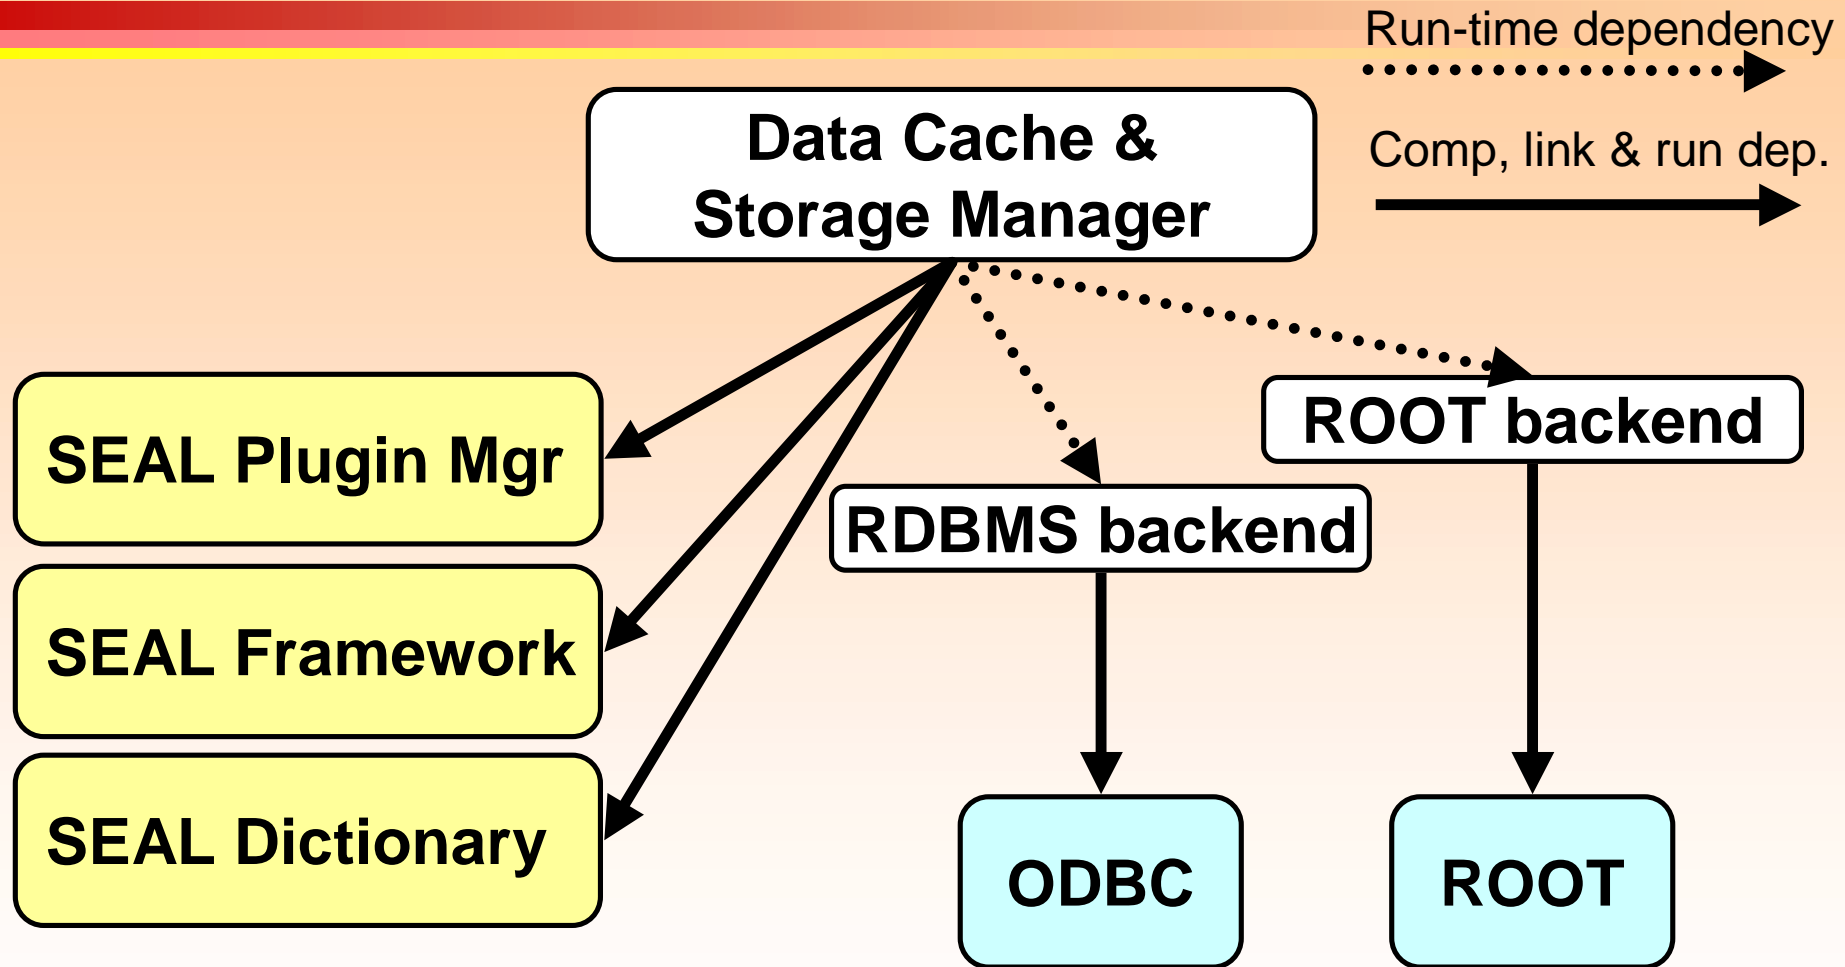 Run-time dependency
Data Cache &
Storage Manager
Comp, link & run dep.
SEAL Plugin Mgr
ROOT backend
RDBMS backend
SEAL Framework
SEAL Dictionary
ODBC
ROOT